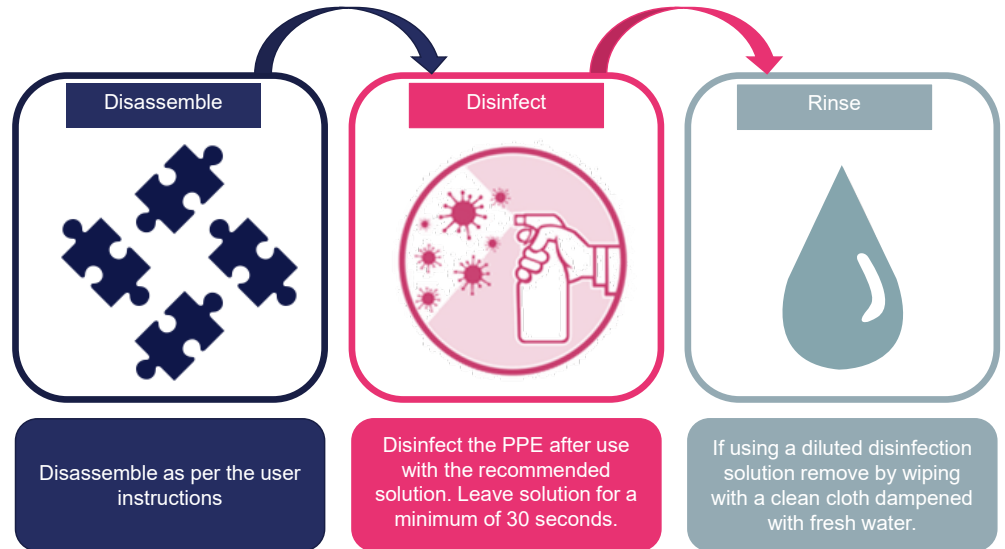 Disassemble
Disinfect
Rinse
Disassemble as per the user
instructions
Disinfect the PPE after use
with the recommended
solution. Leave solution for a
minimum of 30 seconds.
If using a diluted disinfection
solution remove by wiping
with a clean cloth dampened
with fresh water.